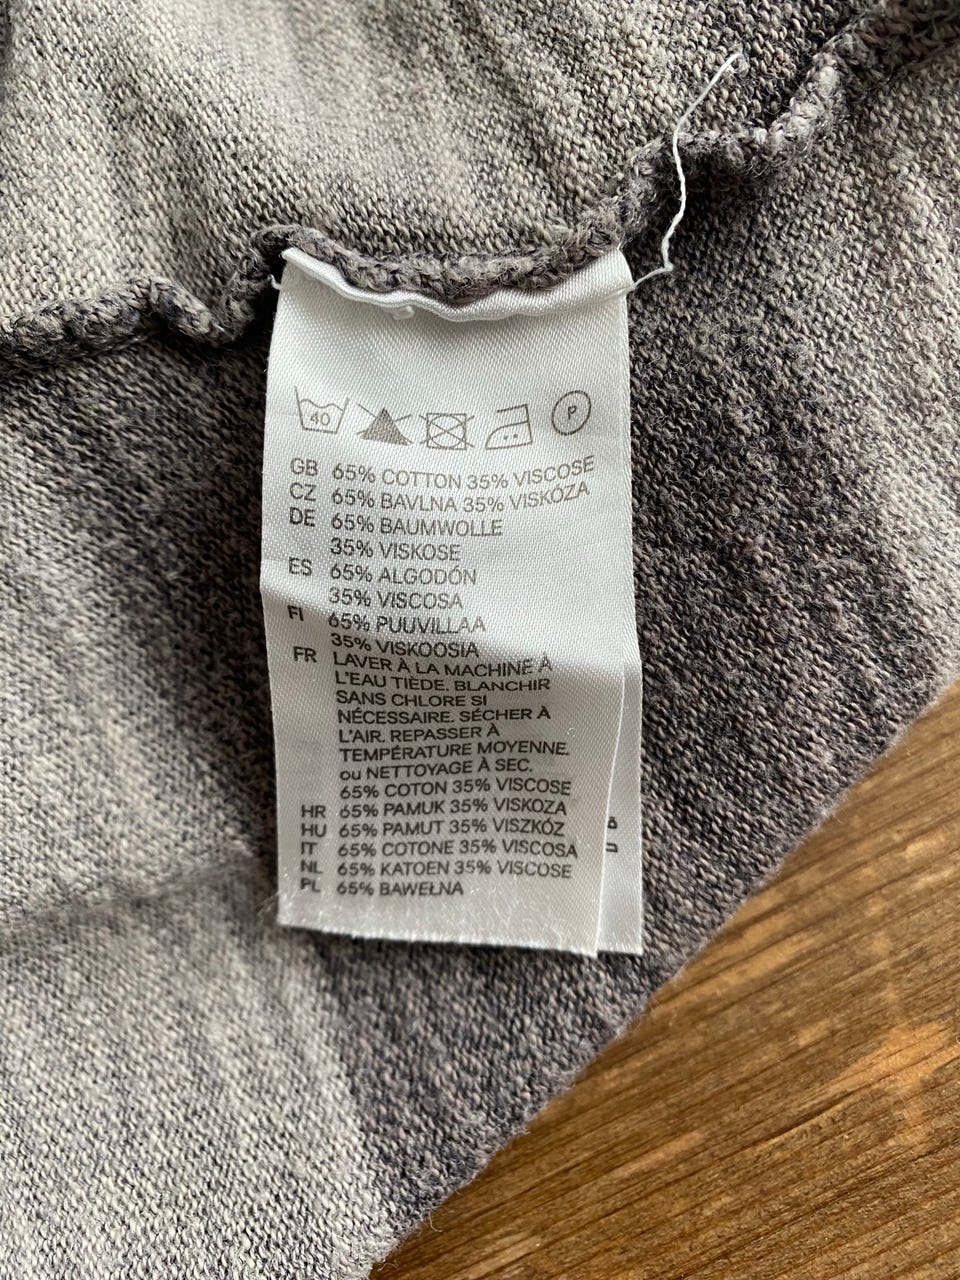 40 P
GB 65% COTTON 35% VISCOSE
CZ 65% BAVLNA 35% VISKÓZA
DE 65% BAUMWOLLE
35% VISKOSE
ES 65% ALGODÓN
35% VISCOSA
FI 65% PUUVILLAA
35% VISKOOSIA
FR LAVER À LA MACHINE À
L'EAU TIÈDE. BLANCHIR
SANS CHLORE SI
NÉCESSAIRE. SÉCHER À
L'AIR. REPASSER À
TEMPÉRATURE MOYENNE.
ou NETTOYAGE À SEC.
65% COTON 35% VISCOSE
HR 65% PAMUK 35% VISKOZA
HU 65% PAMUT 35% VISZKÓZ
IT 65% COTONE 35% VISCOSA
NL 65% KATOEN 35% VISCOSE
PL 65% BAWEŁNA